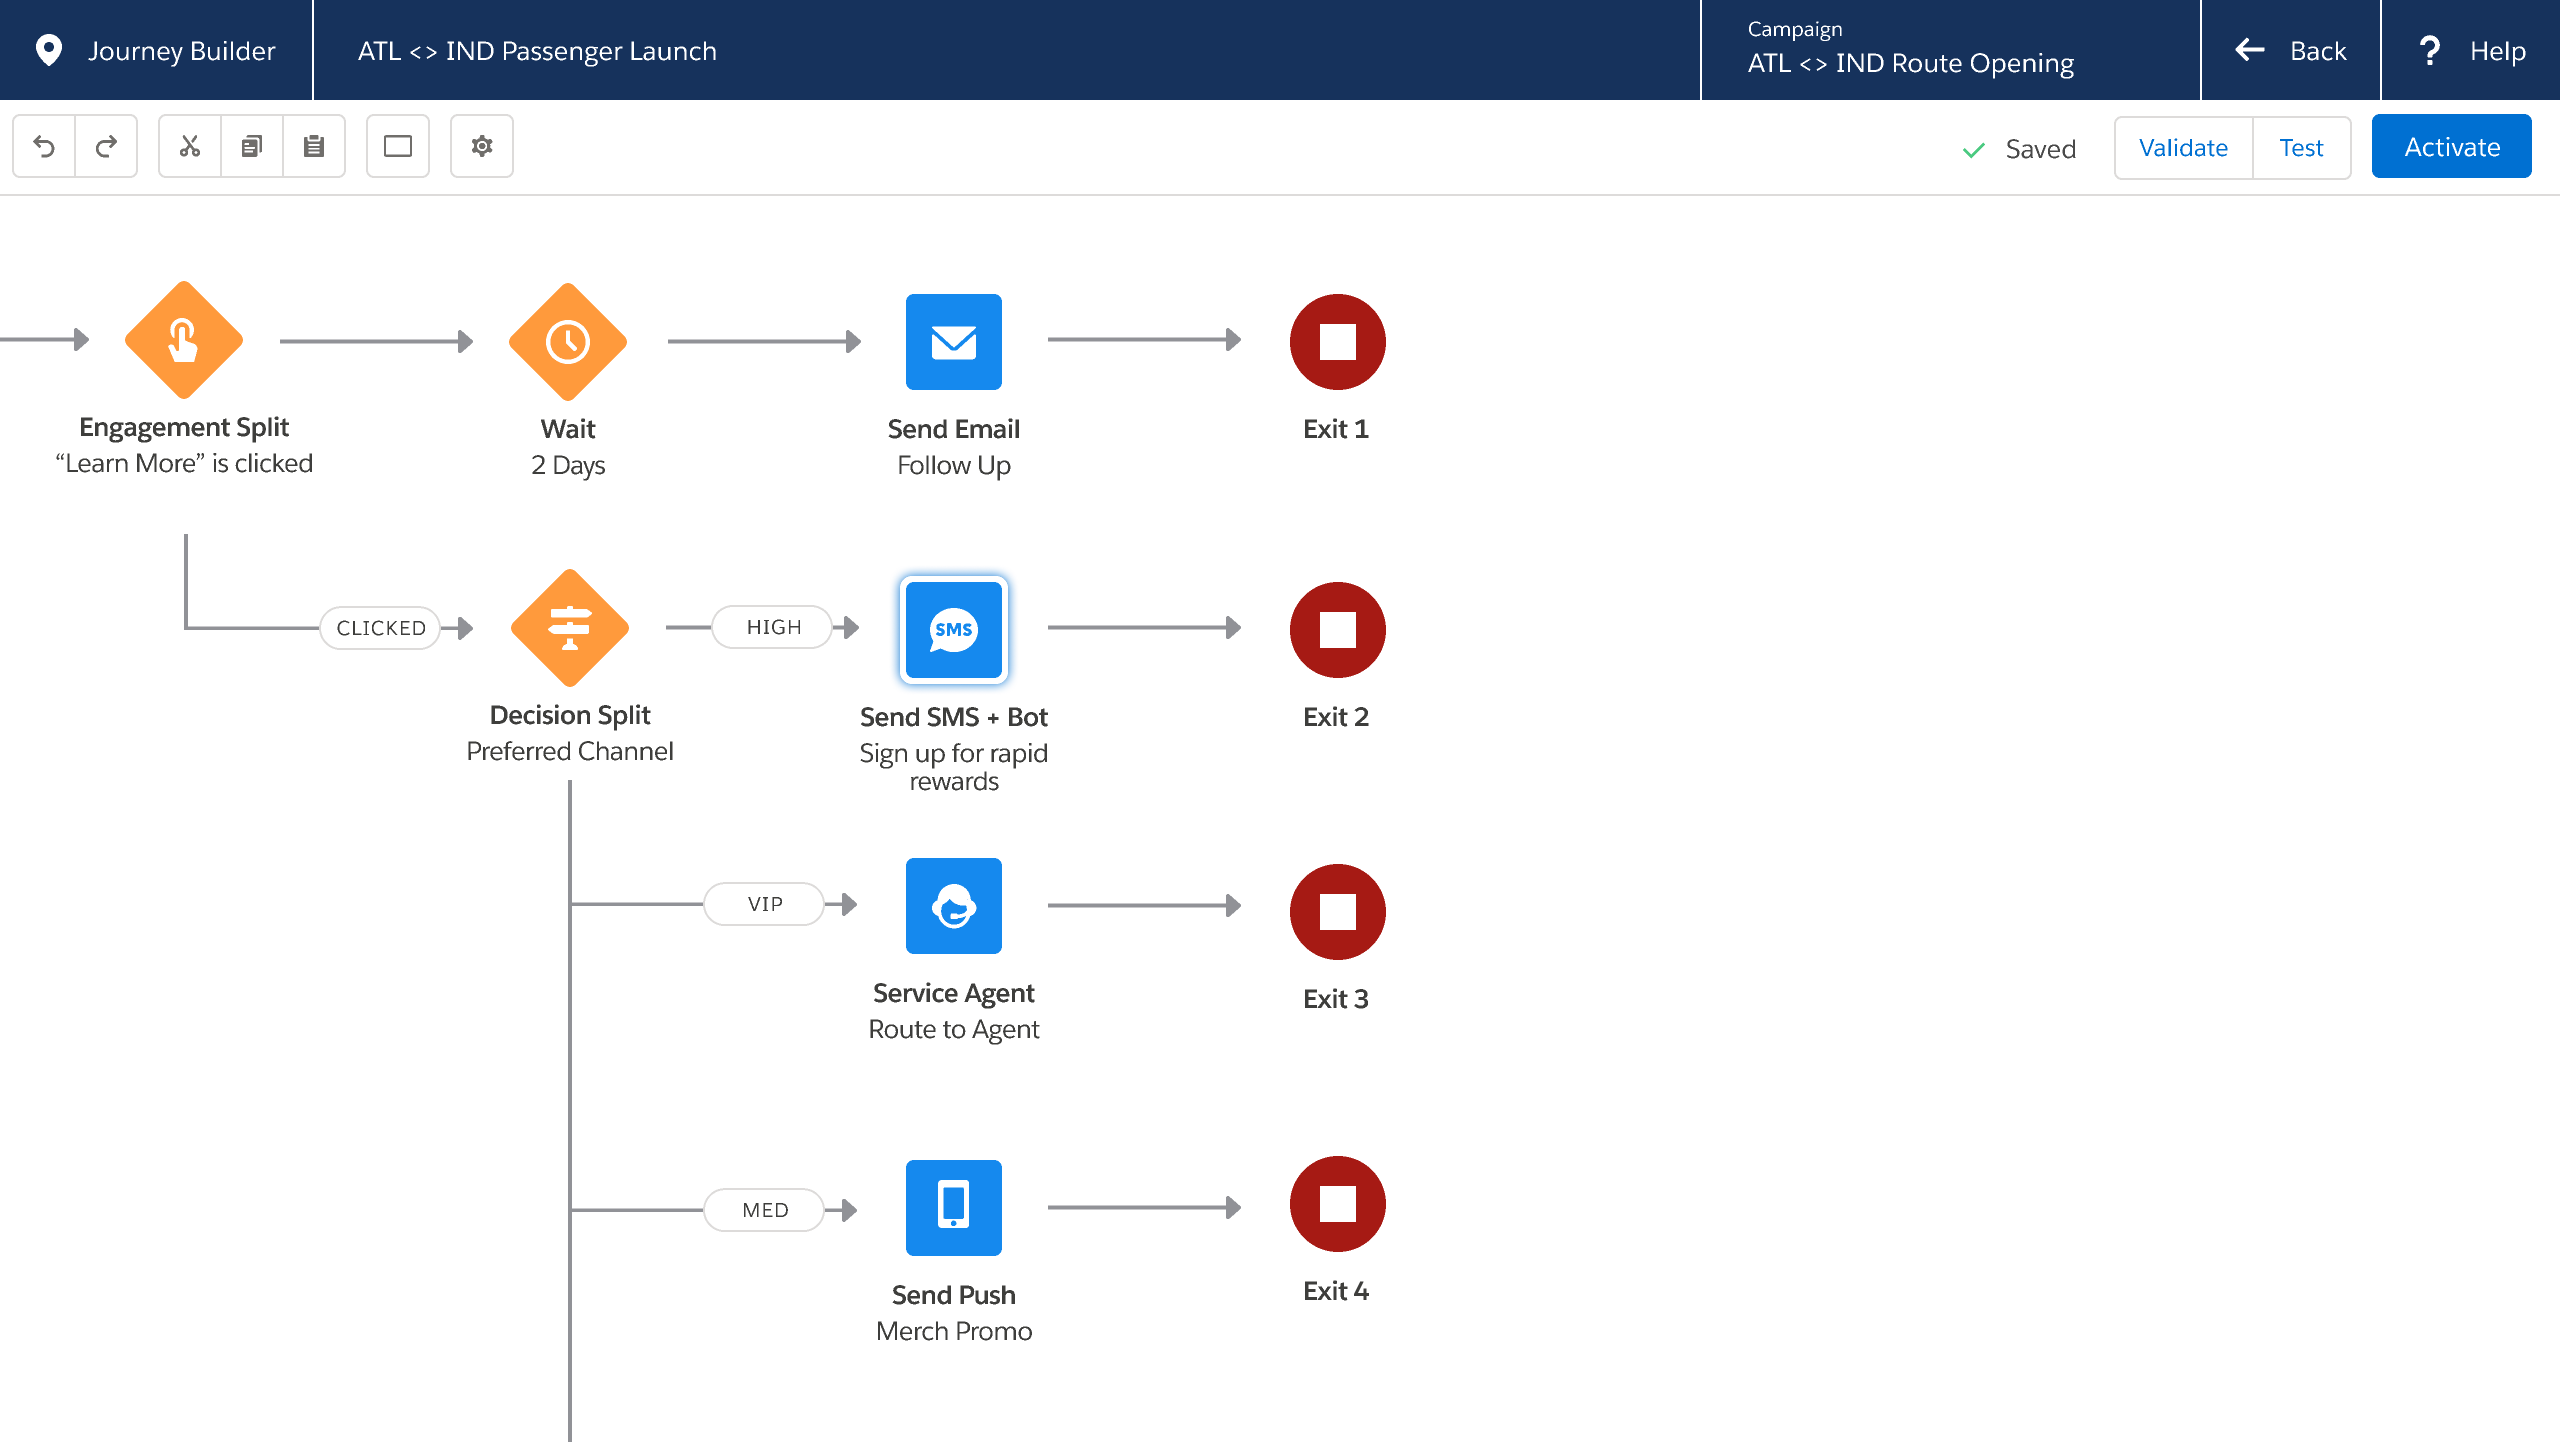 Journey Builder
ATL <> IND Passenger Launch
Campaign
ATL <> IND Route Opening
Back
? Help
Saved
Validate
Test
Activate
Engagement Split
“Learn More” is clicked
Wait
2 Days
Send Email
Follow Up
Exit 1
CLICKED
HIGH
SMS
Decision Split
Preferred Channel
Send SMS + Bot
Sign up for rapid
rewards
Exit 2
VIP
Service Agent
Route to Agent
Exit 3
MED
Send Push
Merch Promo
Exit 4